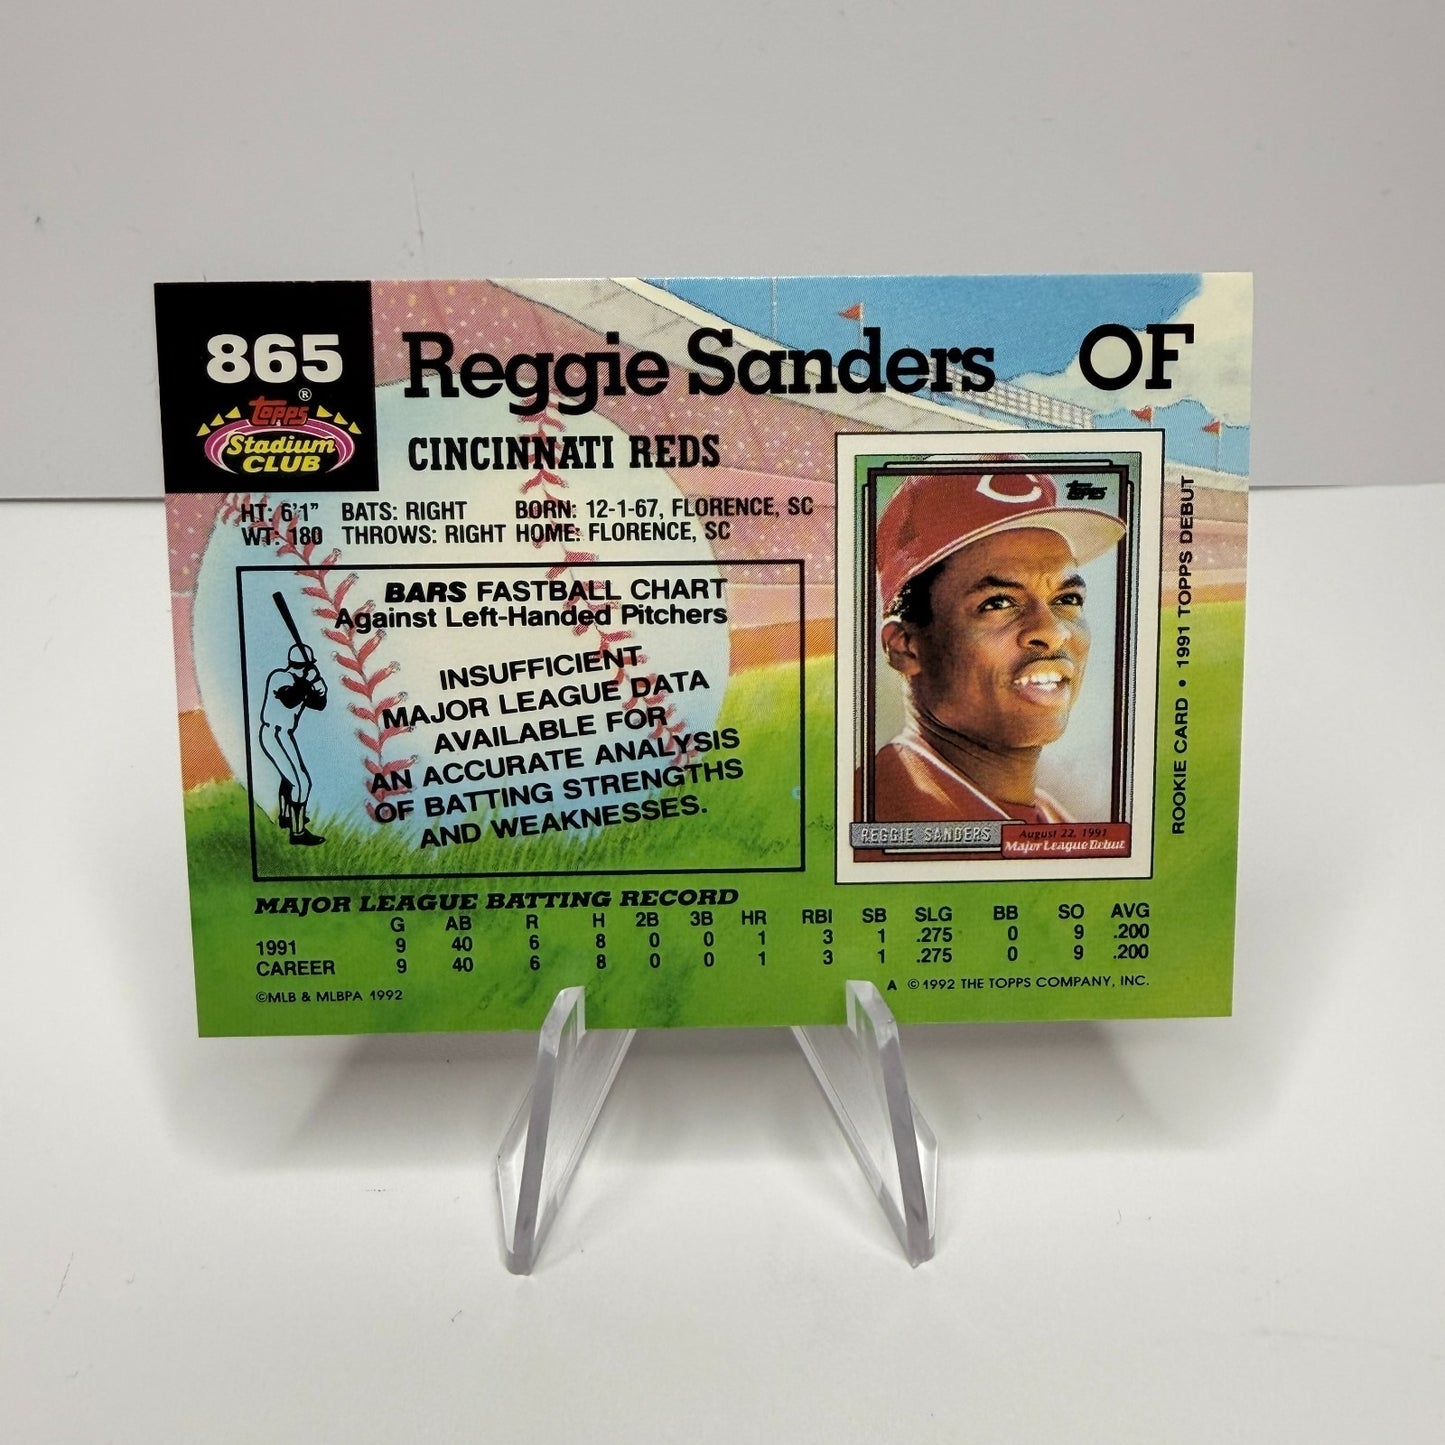 865
Reggie Sanders OF
TOPPS ®
Stadium
CLUB
CINCINNATI REDS
HT: 6'1" BATS: RIGHT BORN: 12-1-67, FLORENCE, SC
WT: 180 THROWS: RIGHT HOME: FLORENCE, SC
BARS FASTBALL CHART
Against Left-Handed Pitchers
INSUFFICIENT
MAJOR LEAGUE DATA
AVAILABLE FOR
AN ACCURATE ANALYSIS
OF BATTING STRENGTHS
AND WEAKNESSES.
Topps
C
REGGIE SANDERS
August 22, 1991
Major League Debut
ROOKIE CARD • 1991 TOPPS DEBUT
MAJOR LEAGUE BATTING RECORD
G AB R H 2B 3B HR RBI SB SLG BB SO AVG
1991 9 40 6 8 0 0 1 3 1 .275 0 9 .200
CAREER 9 40 6 8 0 0 1 3 1 .275 0 9 .200
©MLB & MLBPA 1992
A © 1992 THE TOPPS COMPANY, INC.